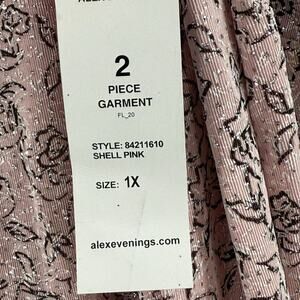 2
PIECE
GARMENT
FL_20
STYLE: 84211610
SHELL PINK
SIZE: 1X
alexevenings.com